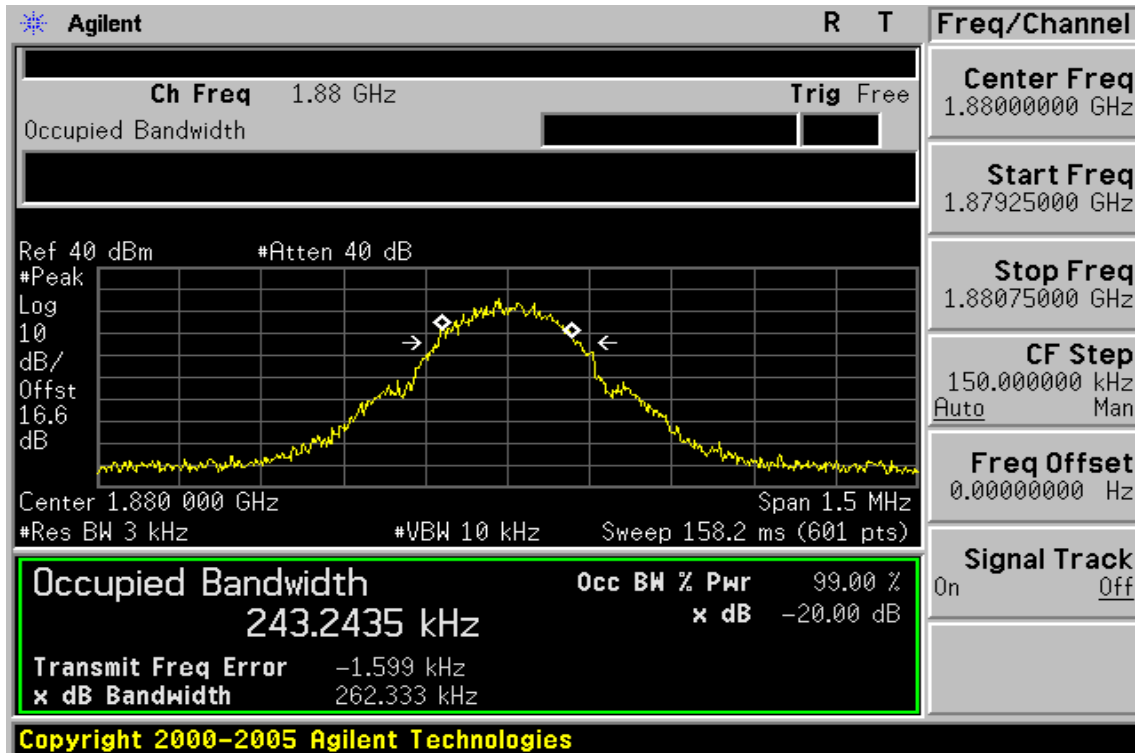 Agilent R T
Freq/Channel
Ch Freq 1.88 GHz Trig Free
Occupied Bandwidth
Center Freq
1.88000000 GHz
Start Freq
1.87925000 GHz
Stop Freq
1.88075000 GHz
CF Step
150.000000 kHz
Auto Man
Freq Offset
0.00000000 Hz
Signal Track
On Off
Ref 40 dBm #Atten 40 dB
#Peak
Log
10
dB/
Offst
16.6
dB
Center 1.880 000 GHz Span 1.5 MHz
#Res BW 3 kHz #VBW 10 kHz Sweep 158.2 ms (601 pts)
Occupied Bandwidth Occ BW % Pwr 99.00 %
243.2435 kHz x dB -20.00 dB
Transmit Freq Error -1.599 kHz
x dB Bandwidth 262.333 kHz
Copyright 2000-2005 Agilent Technologies